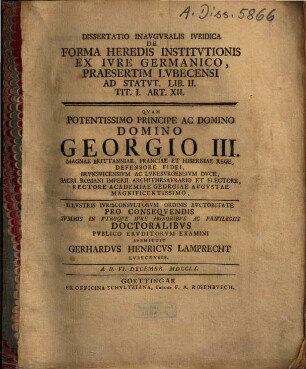 A. Diss. 5866
DISSERTATIO INAVGVRALIS IVRIDICA
DE
FORMA HEREDIS INSTITVTIONIS
EX IVRE GERMANICO,
PRAESERTIM LVBECENSI
AD STATVT. LIB. II.
TIT. I. ART. XII.
QVAM
POTENTISSIMO PRINCIPE AC DOMINO
DOMINO
GEORGIO III.
MAGNAE BRITTANNIAE, FRANCIAE ET HIBERNIAE REGE,
DEFENSORE FIDEI,
BRVNSVICENSIVM AC LVNEBVRGENSIVM DVCE,
SACRI ROMANI IMPERII ARCHITHESAVRARIO ET ELECTORE,
RECTORE ACADEMIAE GEORGIAE AVGVSTAE
MAGNIFICENTISSIMO,
ILLVSTRIS IVRISCONSVLTORVM ORDINIS AVCTORITATE
PRO CONSEQVENDIS
SVMMIS IN VTROQVE IVRE HONORIBVS AC PRIVILEGIIS
DOCTORALIBVS
PVBLICO ERVDITORVM EXAMINI
SVBMITTIT
GERHARDVS HENRICVS LAMPRECHT
LVBECENSIS.
A. D. VI. DECEMBR. MDCCLX.
GOETTINGAE
EX OFFICINA SCHVLTZIANA, F. A. ROSENBVSCH.